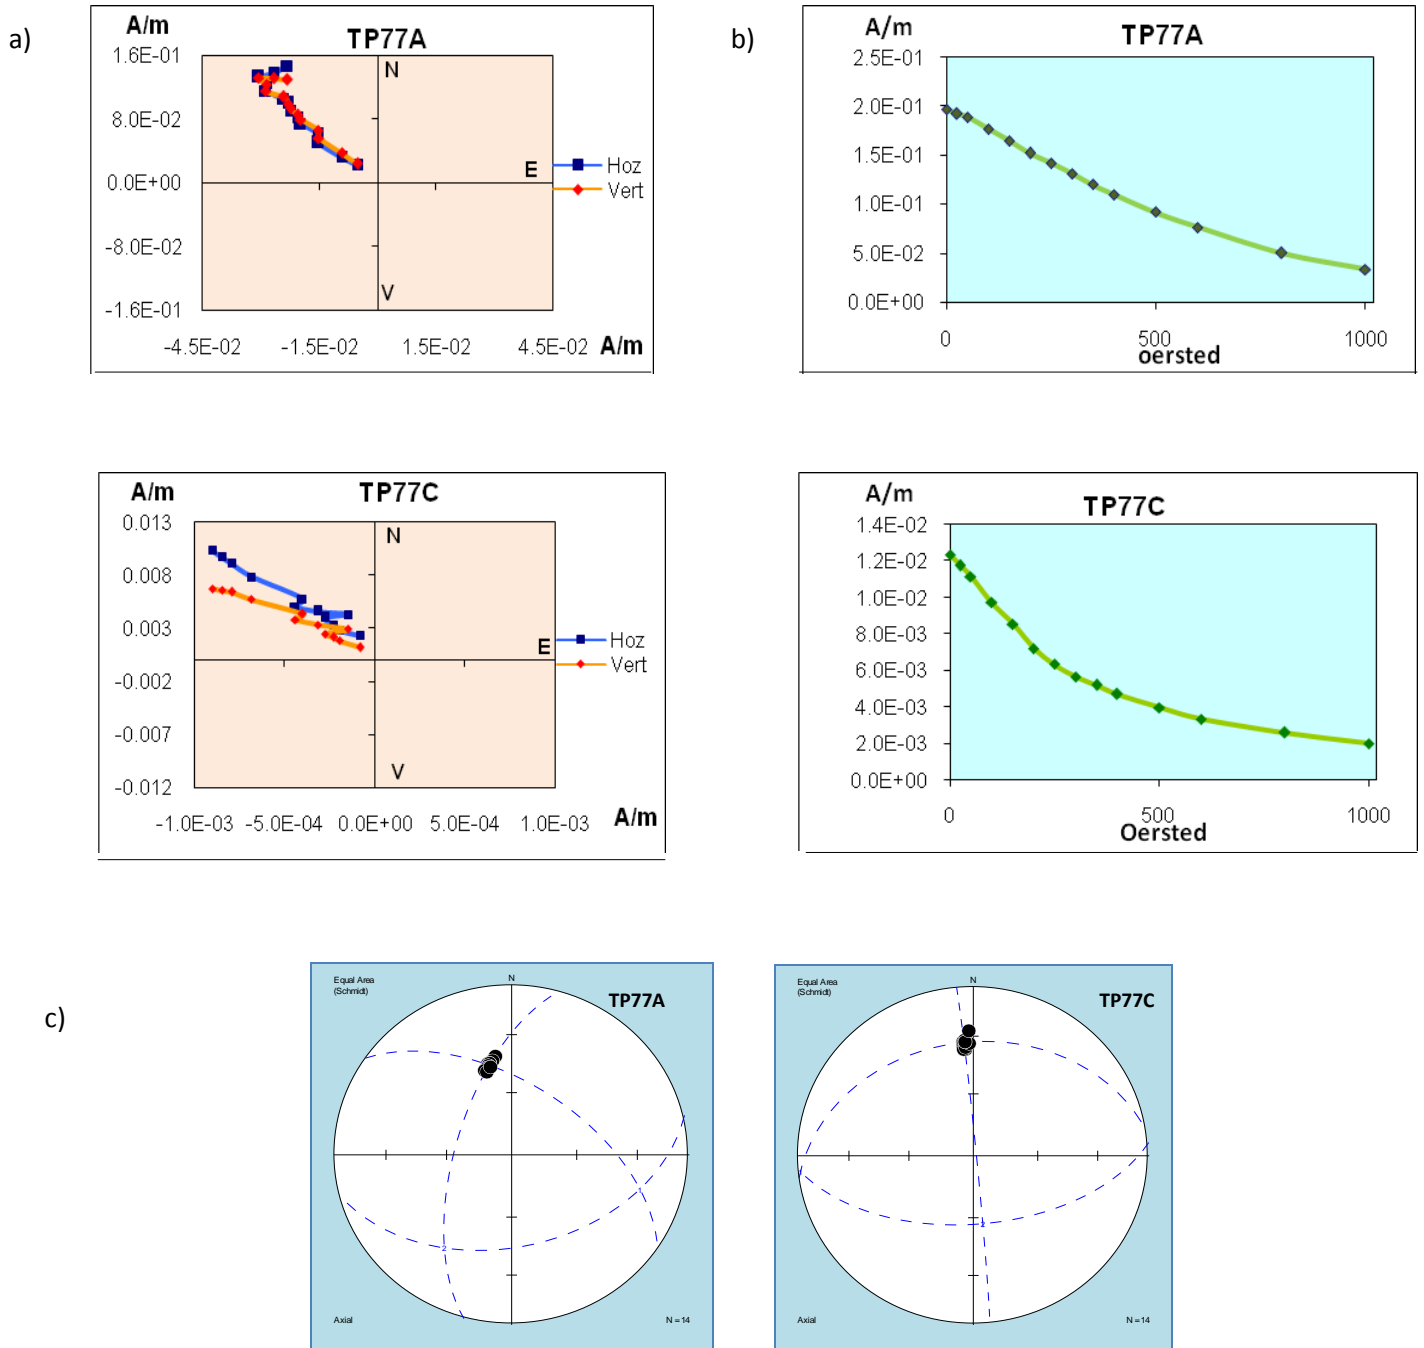 a)
A/m
TP77A
1.6E-01
8.0E-02
0.0E+00
-8.0E-02
-1.6E-01
N
E
V
Hoz
Vert
-4.5E-02 -1.5E-02 1.5E-02 4.5E-02 A/m
b)
A/m
TP77A
2.5E-01
2.0E-01
1.5E-01
1.0E-01
5.0E-02
0.0E+00
0 500 1000
oersted
A/m
TP77C
0.013
0.008
0.003
-0.002
-0.007
-0.012
N
E
V
Hoz
Vert
-1.0E-03 -5.0E-04 0.0E+00 5.0E-04 1.0E-03 A/m
A/m
TP77C
1.4E-02
1.2E-02
1.0E-02
8.0E-03
6.0E-03
4.0E-03
2.0E-03
0.0E+00
0 500 1000
Oersted
c)
Equal Area
(Schmidt)
N
TP77A
1
2
Axial
N = 14
Equal Area
(Schmidt)
N
TP77C
2
Axial
N = 14